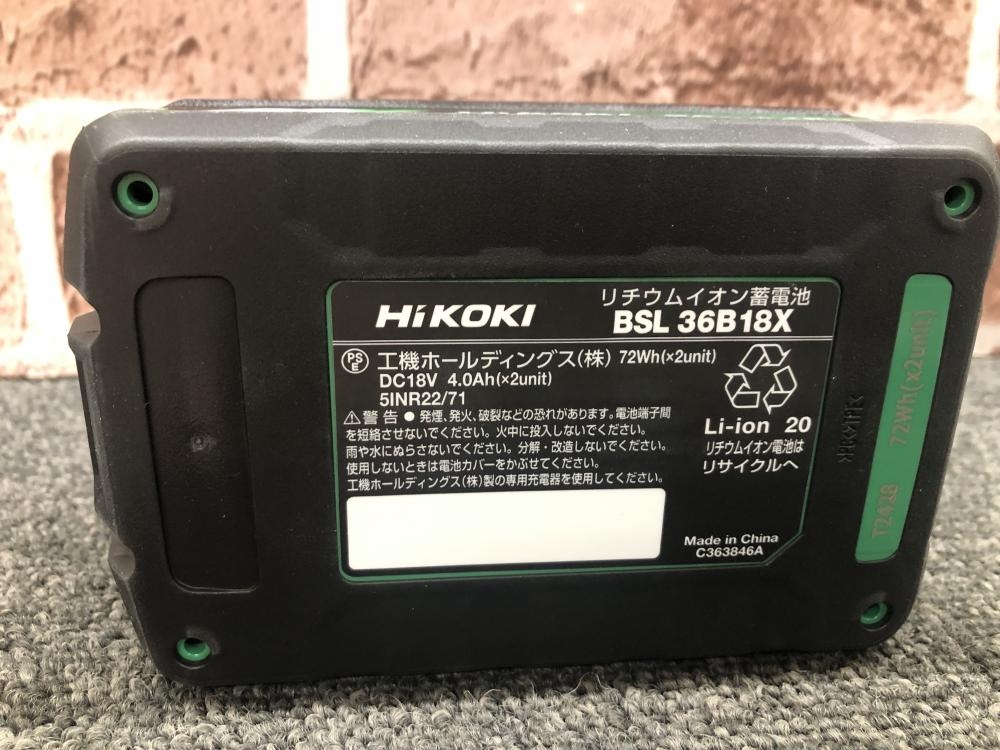 HiKOKI
リチウムイオン蓄電池
BSL 36B18X
PS E 工機ホールディングス(株) 72Wh(×2unit)
DC18V 4.0Ah(×2unit)
5INR22/71
警告 ● 発煙、発火、破裂などの恐れがあります。電池端子間
を短絡させないでください。火中に投入しないでください。
雨や水にぬらさないでください。分解・改造しないでください。
使用しないときは電池カバーをかぶせてください。
工機ホールディングス(株)製の専用充電器を使用してください。
Li-ion 20
リチウムイオン電池は
リサイクルへ
Made in China
C363846A
T2428 72Wh(x2unit)